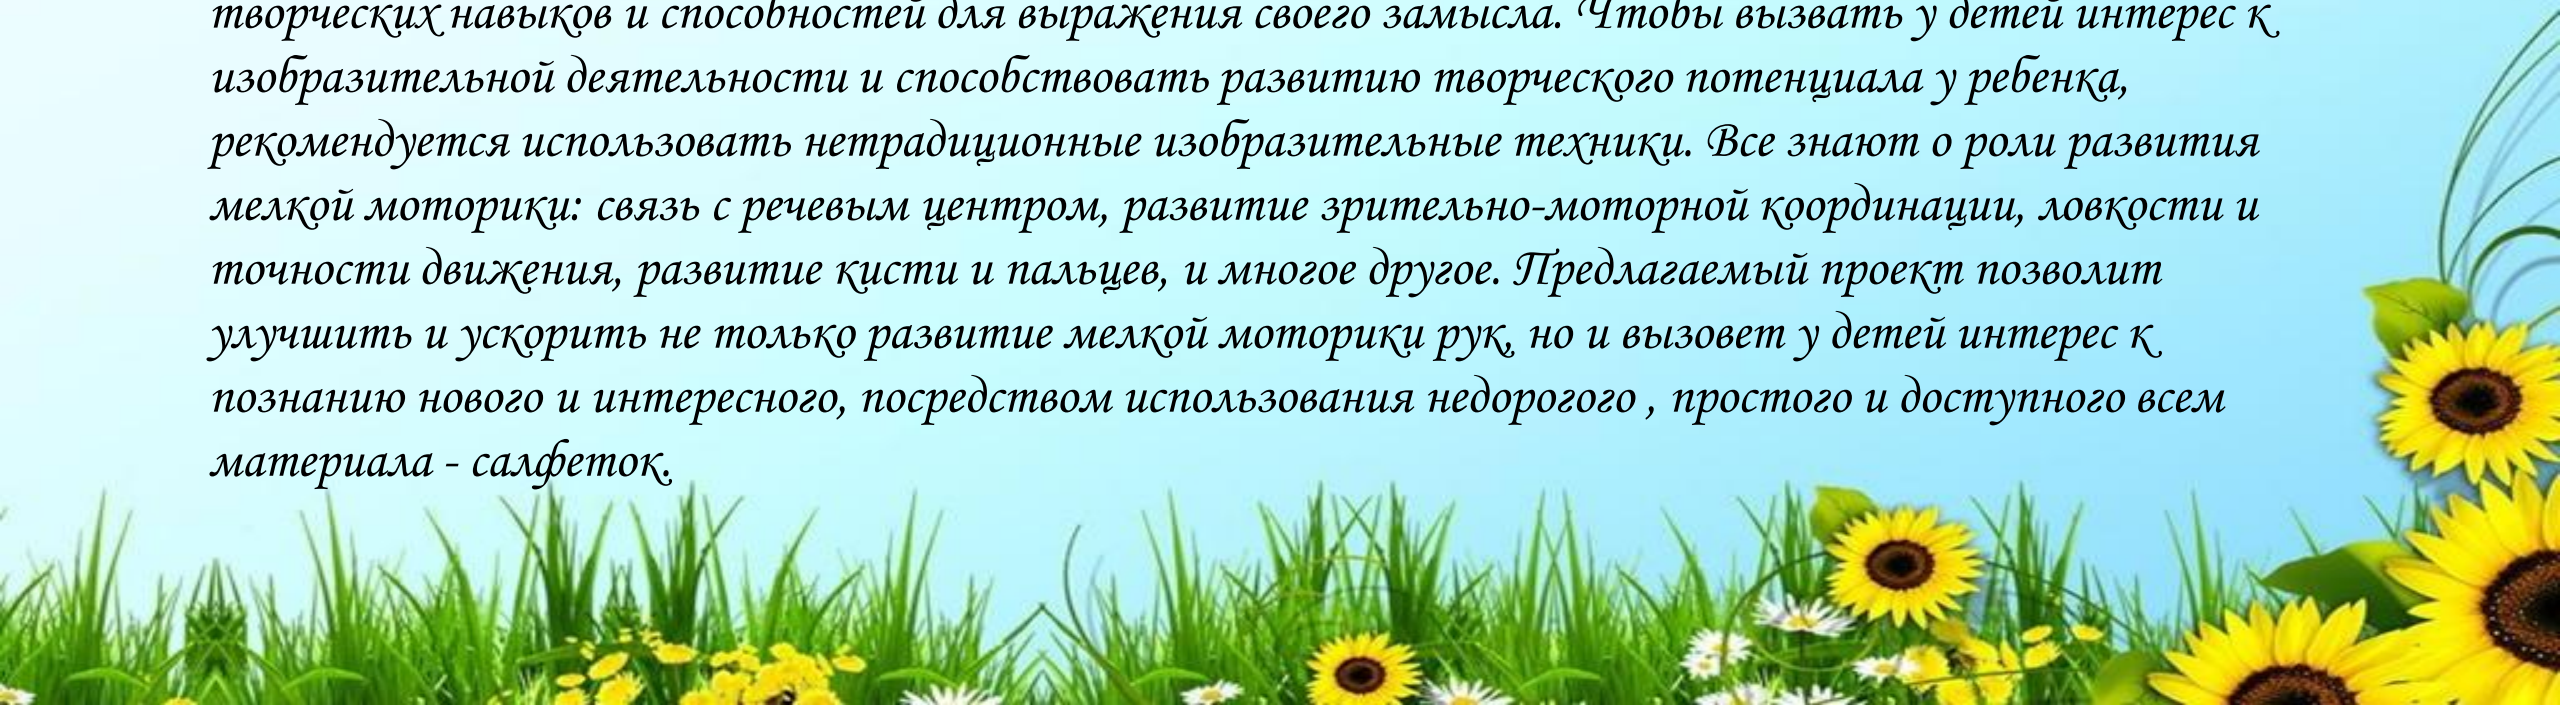 творческих навыков и способностей для выражения своего замысла. Чтобы вызвать у детей интерес к
изобразительной деятельности и способствовать развитию творческого потенциала у ребенка,
рекомендуется использовать нетрадиционные изобразительные техники. Все знают о роли развития
мелкой моторики: связь с речевым центром, развитие зрительно-моторной координации, ловкости и
точности движения, развитие кисти и пальцев, и многое другое. Предлагаемый проект позволит
улучшить и ускорить не только развитие мелкой моторики рук, но и вызовет у детей интерес к
познанию нового и интересного, посредством использования недорогого , простого и доступного всем
материала - салфеток.